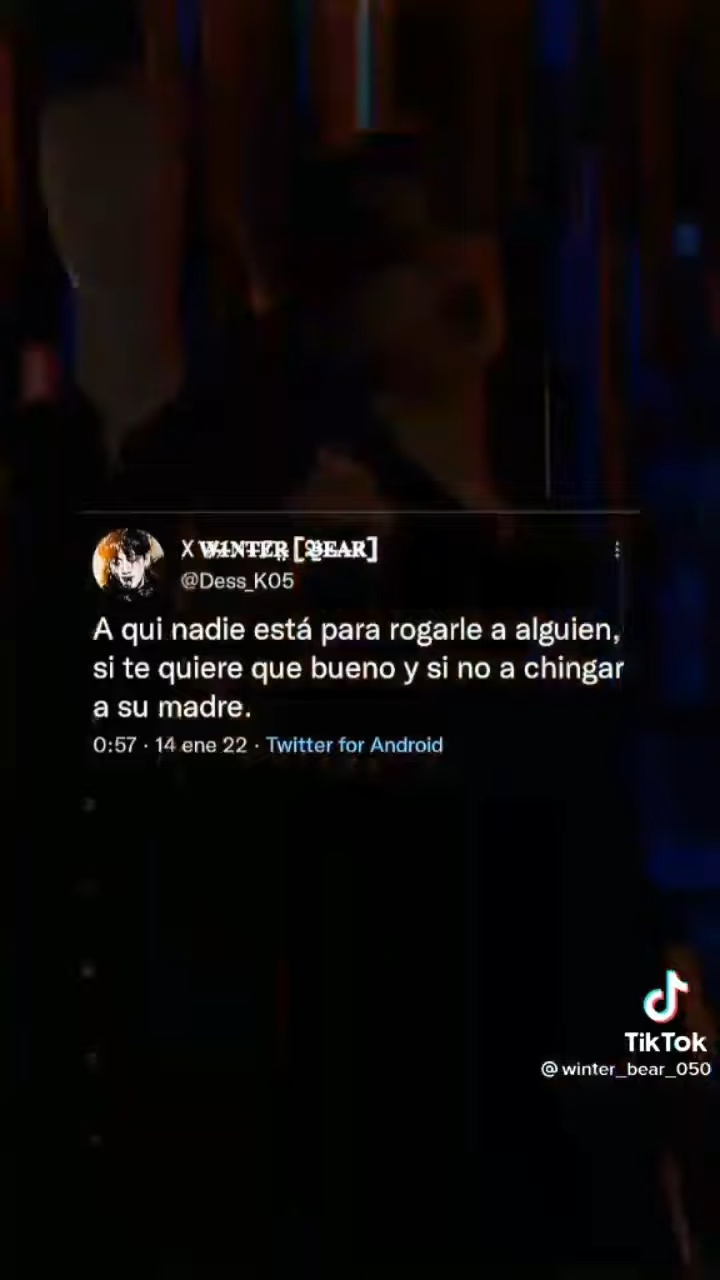 X WINTER [BEAR]
@Dess_K05
A qui nadie está para rogarle a alguien,
si te quiere que bueno y si no a chingar
a su madre.
0:57 · 14 ene 22 · Twitter for Android
TikTok
@winter_bear_050